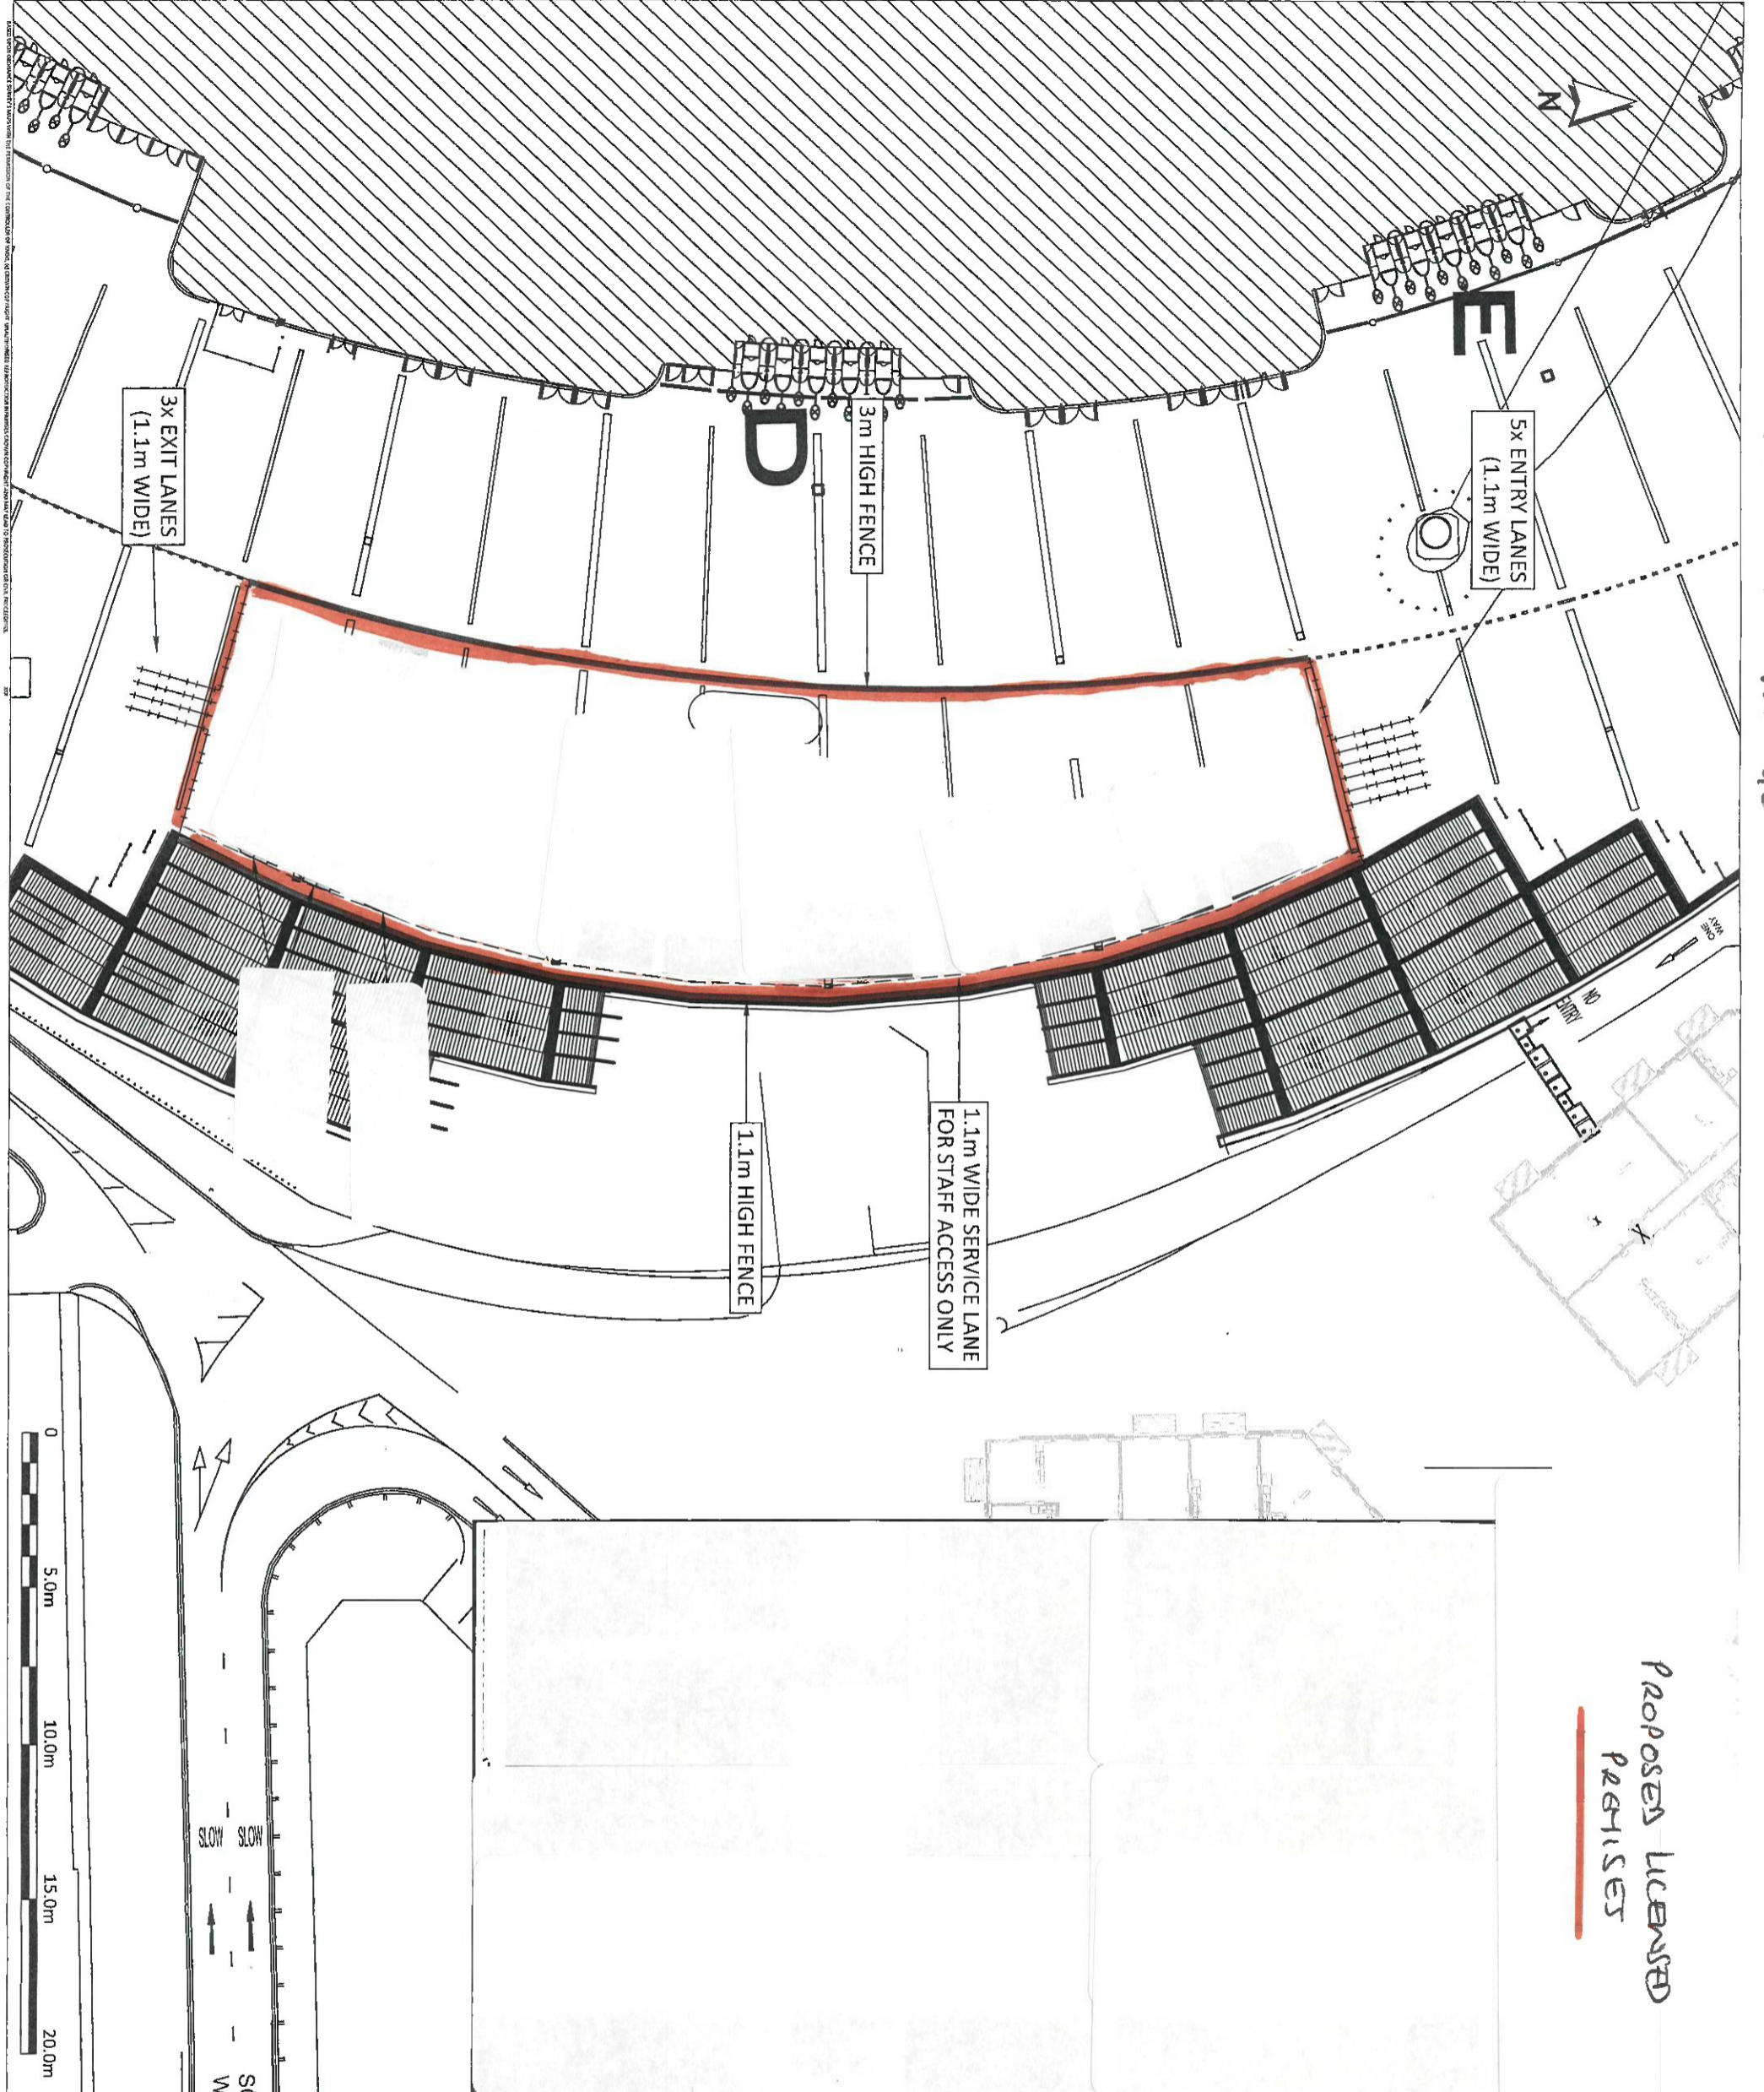 N
E
D
5x ENTRY LANES
(1.1m WIDE)
3m HIGH FENCE
3x EXIT LANES
(1.1m WIDE)
ONE
WAY
NO
ENTRY
1.1m WIDE SERVICE LANE
FOR STAFF ACCESS ONLY
1.1m HIGH FENCE
PROPOSED LICENSED
PREMISES
SLOW
SLOW
0
5.0m
10.0m
15.0m
20.0m